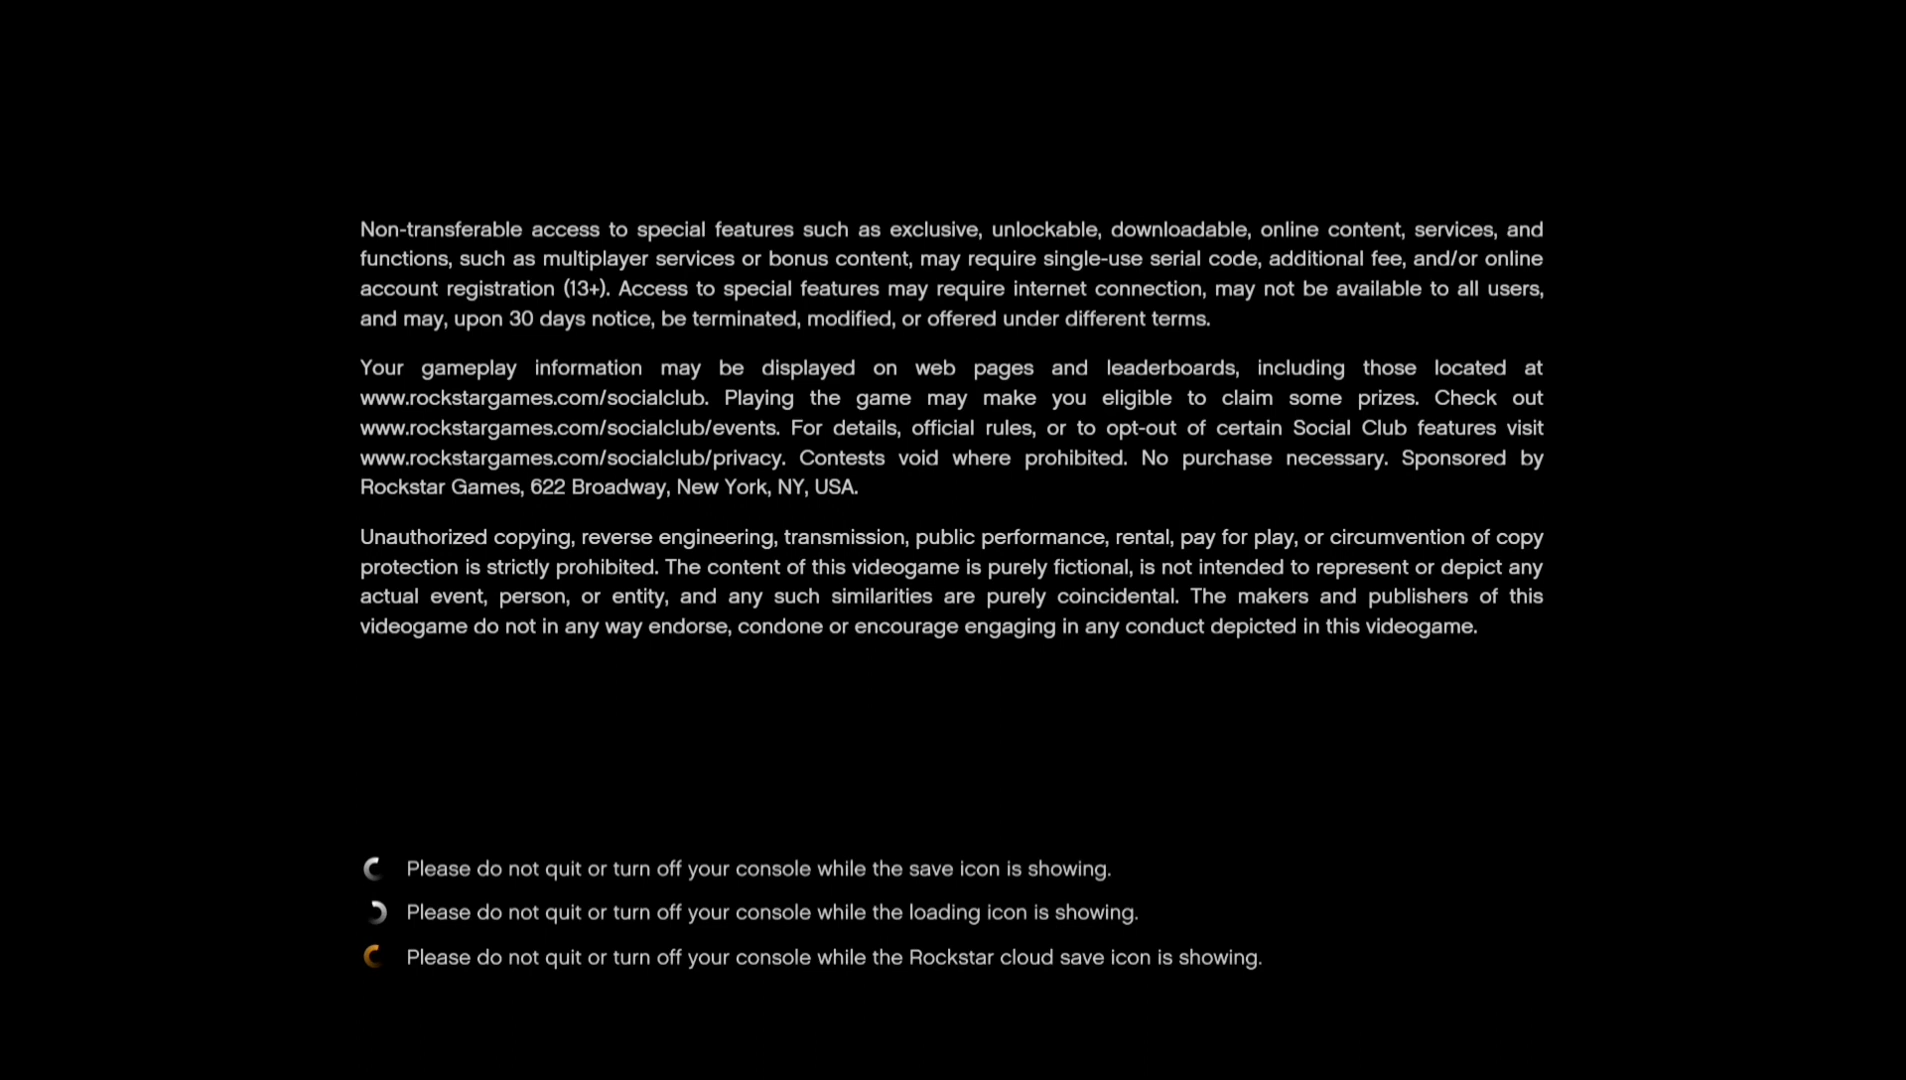 Non-transferable access to special features such as exclusive, unlockable, downloadable, online content, services, and
functions, such as multiplayer services or bonus content, may require single-use serial code, additional fee, and/or online
account registration (13+). Access to special features may require internet connection, may not be available to all users,
and may, upon 30 days notice, be terminated, modified, or offered under different terms.
Your gameplay information may be displayed on web pages and leaderboards, including those located at
www.rockstargames.com/socialclub. Playing the game may make you eligible to claim some prizes. Check out
www.rockstargames.com/socialclub/events. For details, official rules, or to opt-out of certain Social Club features visit
www.rockstargames.com/socialclub/privacy. Contests void where prohibited. No purchase necessary. Sponsored by
Rockstar Games, 622 Broadway, New York, NY, USA.
Unauthorized copying, reverse engineering, transmission, public performance, rental, pay for play, or circumvention of copy
protection is strictly prohibited. The content of this videogame is purely fictional, is not intended to represent or depict any
actual event, person, or entity, and any such similarities are purely coincidental. The makers and publishers of this
videogame do not in any way endorse, condone or encourage engaging in any conduct depicted in this videogame.
Please do not quit or turn off your console while the save icon is showing.
Please do not quit or turn off your console while the loading icon is showing.
Please do not quit or turn off your console while the Rockstar cloud save icon is showing.